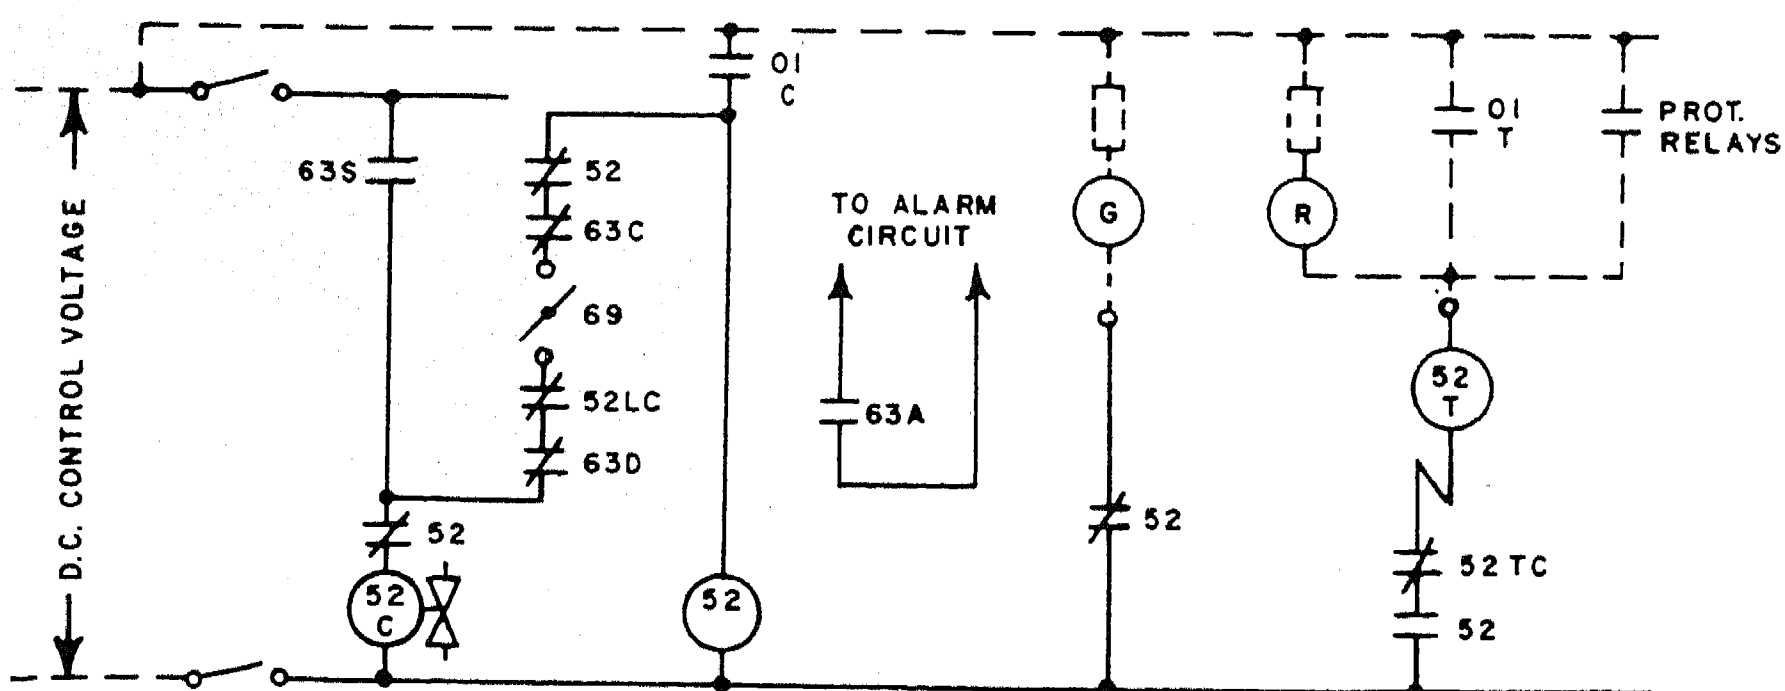 D.C. CONTROL VOLTAGE
63S
52
63C
69
52LC
63D
52
52
C
01
C
52
TO ALARM
CIRCUIT
63A
G
52
R
01
T
PROT.
RELAYS
52
T
52TC
52